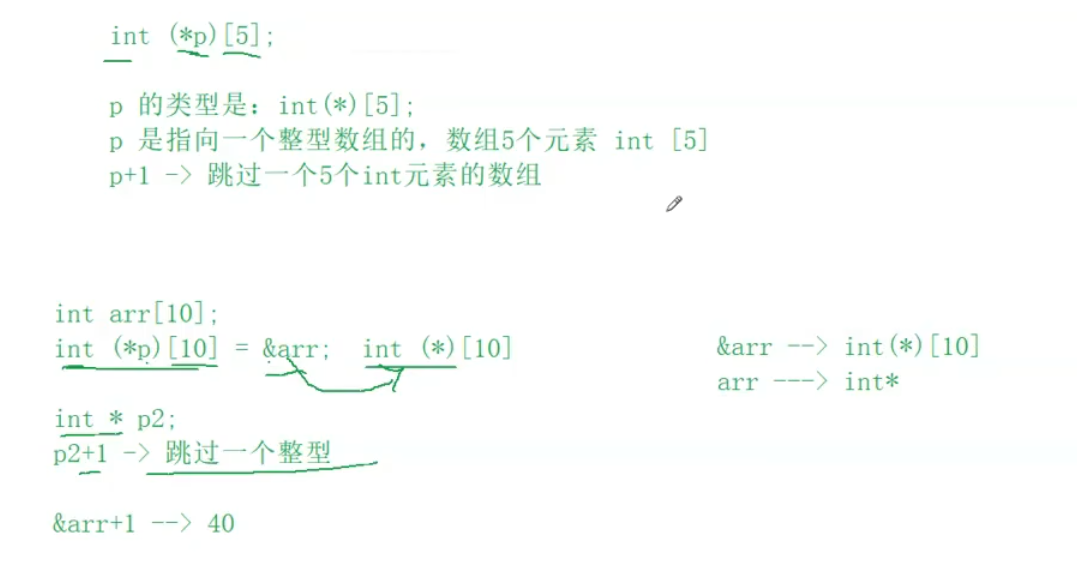 int (*p)[5];
p 的类型是：int(*)[5];
p 是指向一个整型数组的，数组5个元素 int [5]
p+1 -> 跳过一个5个int元素的数组
int arr[10];
int (*p)[10] = &arr; int (*)[10]
&arr --> int(*)[10]
arr ---> int*
int * p2;
p2+1 -> 跳过一个整型
&arr+1 --> 40